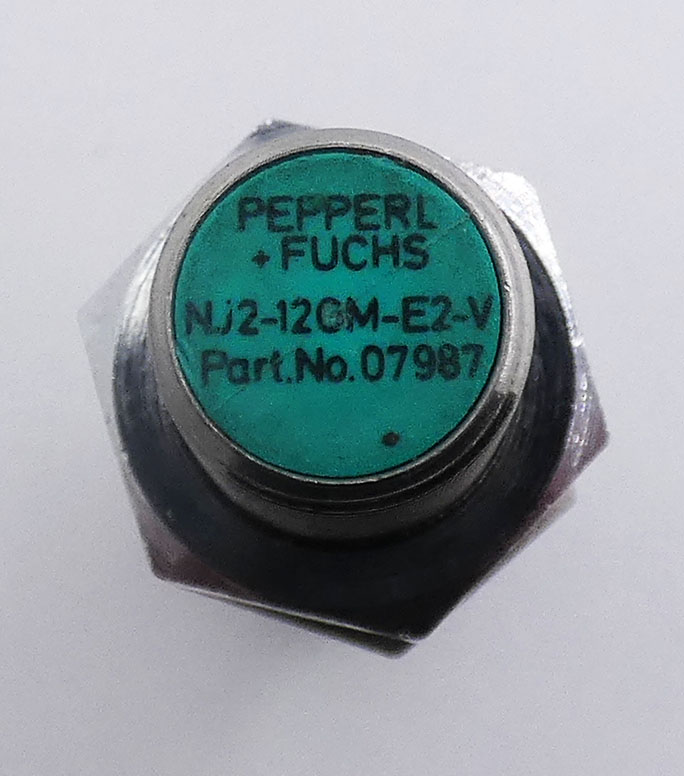 PEPPERL
+ FUCHS
NJ2-12GM-E2-V
Part.No. 07987